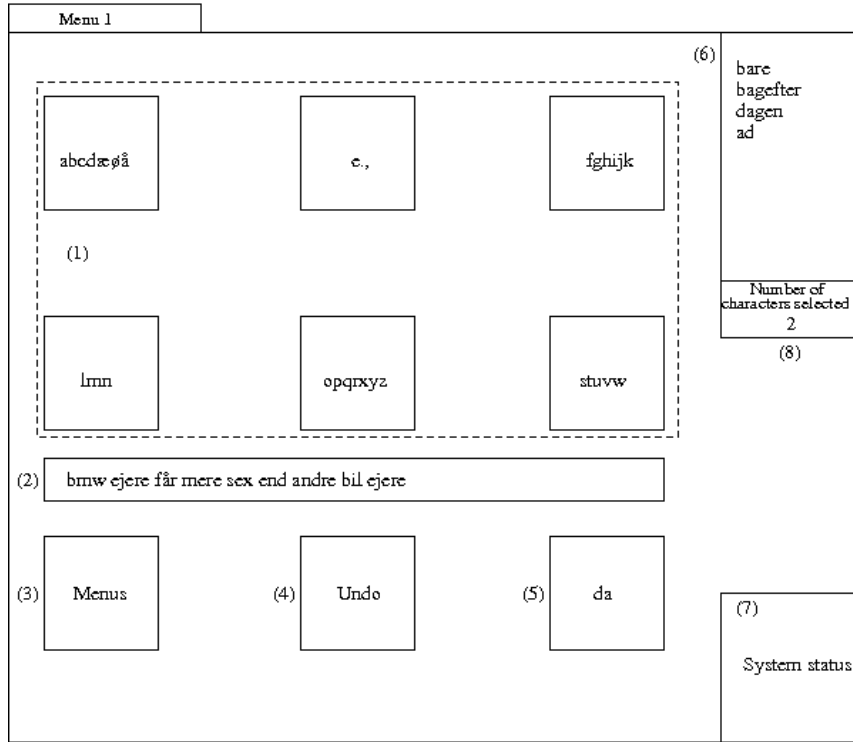 Menu 1
(6)
bare
bagefter
dagen
ad
abcdæøå
e.,
fghijk
(1)
Number of
characters selected
2
(8)
lmn
opqrxyz
stuvw
(2)
bmw ejere får mere sex end andre bil ejere
(3)
Menus
(4)
Undo
(5)
da
(7)
System status